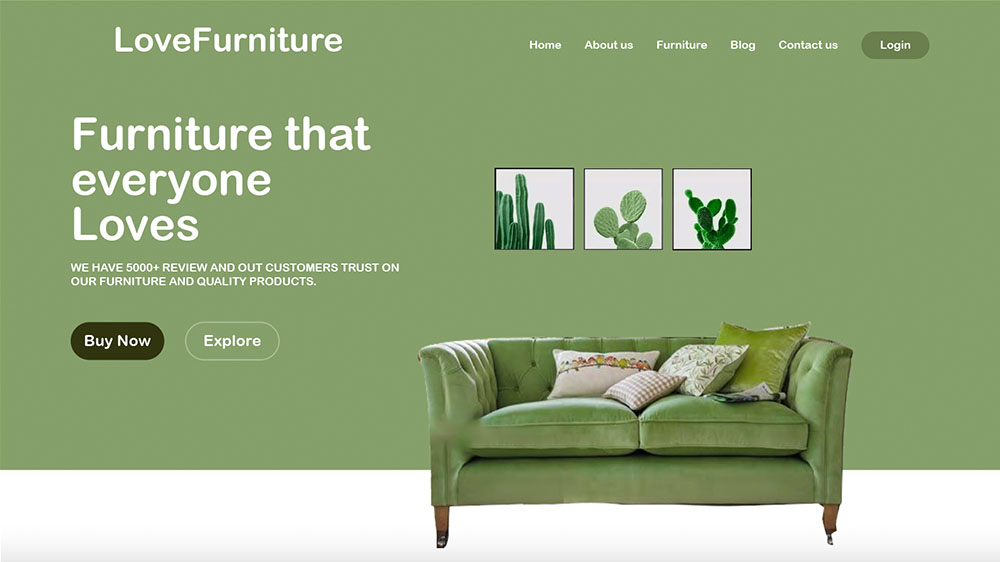 LoveFurniture
Home About us Furniture Blog Contact us Login
Furniture that
everyone
Loves
WE HAVE 5000+ REVIEW AND OUT CUSTOMERS TRUST ON
OUR FURNITURE AND QUALITY PRODUCTS.
Buy Now Explore